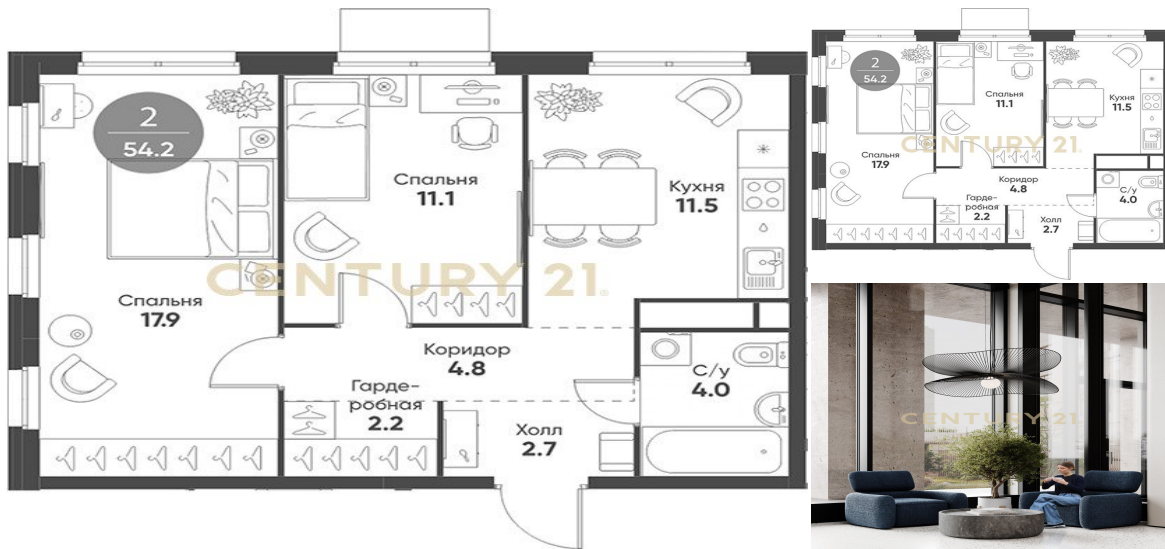 2
54.2
Спальня
11.1
Кухня
11.5
CENTURY 21
Спальня
17.9
Коридор
4.8
Гарде-
робная
2.2
Холл
2.7
С/у
4.0
2
54.2
Спальня
11.1
Кухня
11.5
CENTURY 21
Спальня
17.9
Коридор
4.8
Гарде-
робная
2.2
Холл
2.7
С/у
4.0
CENTURY 21